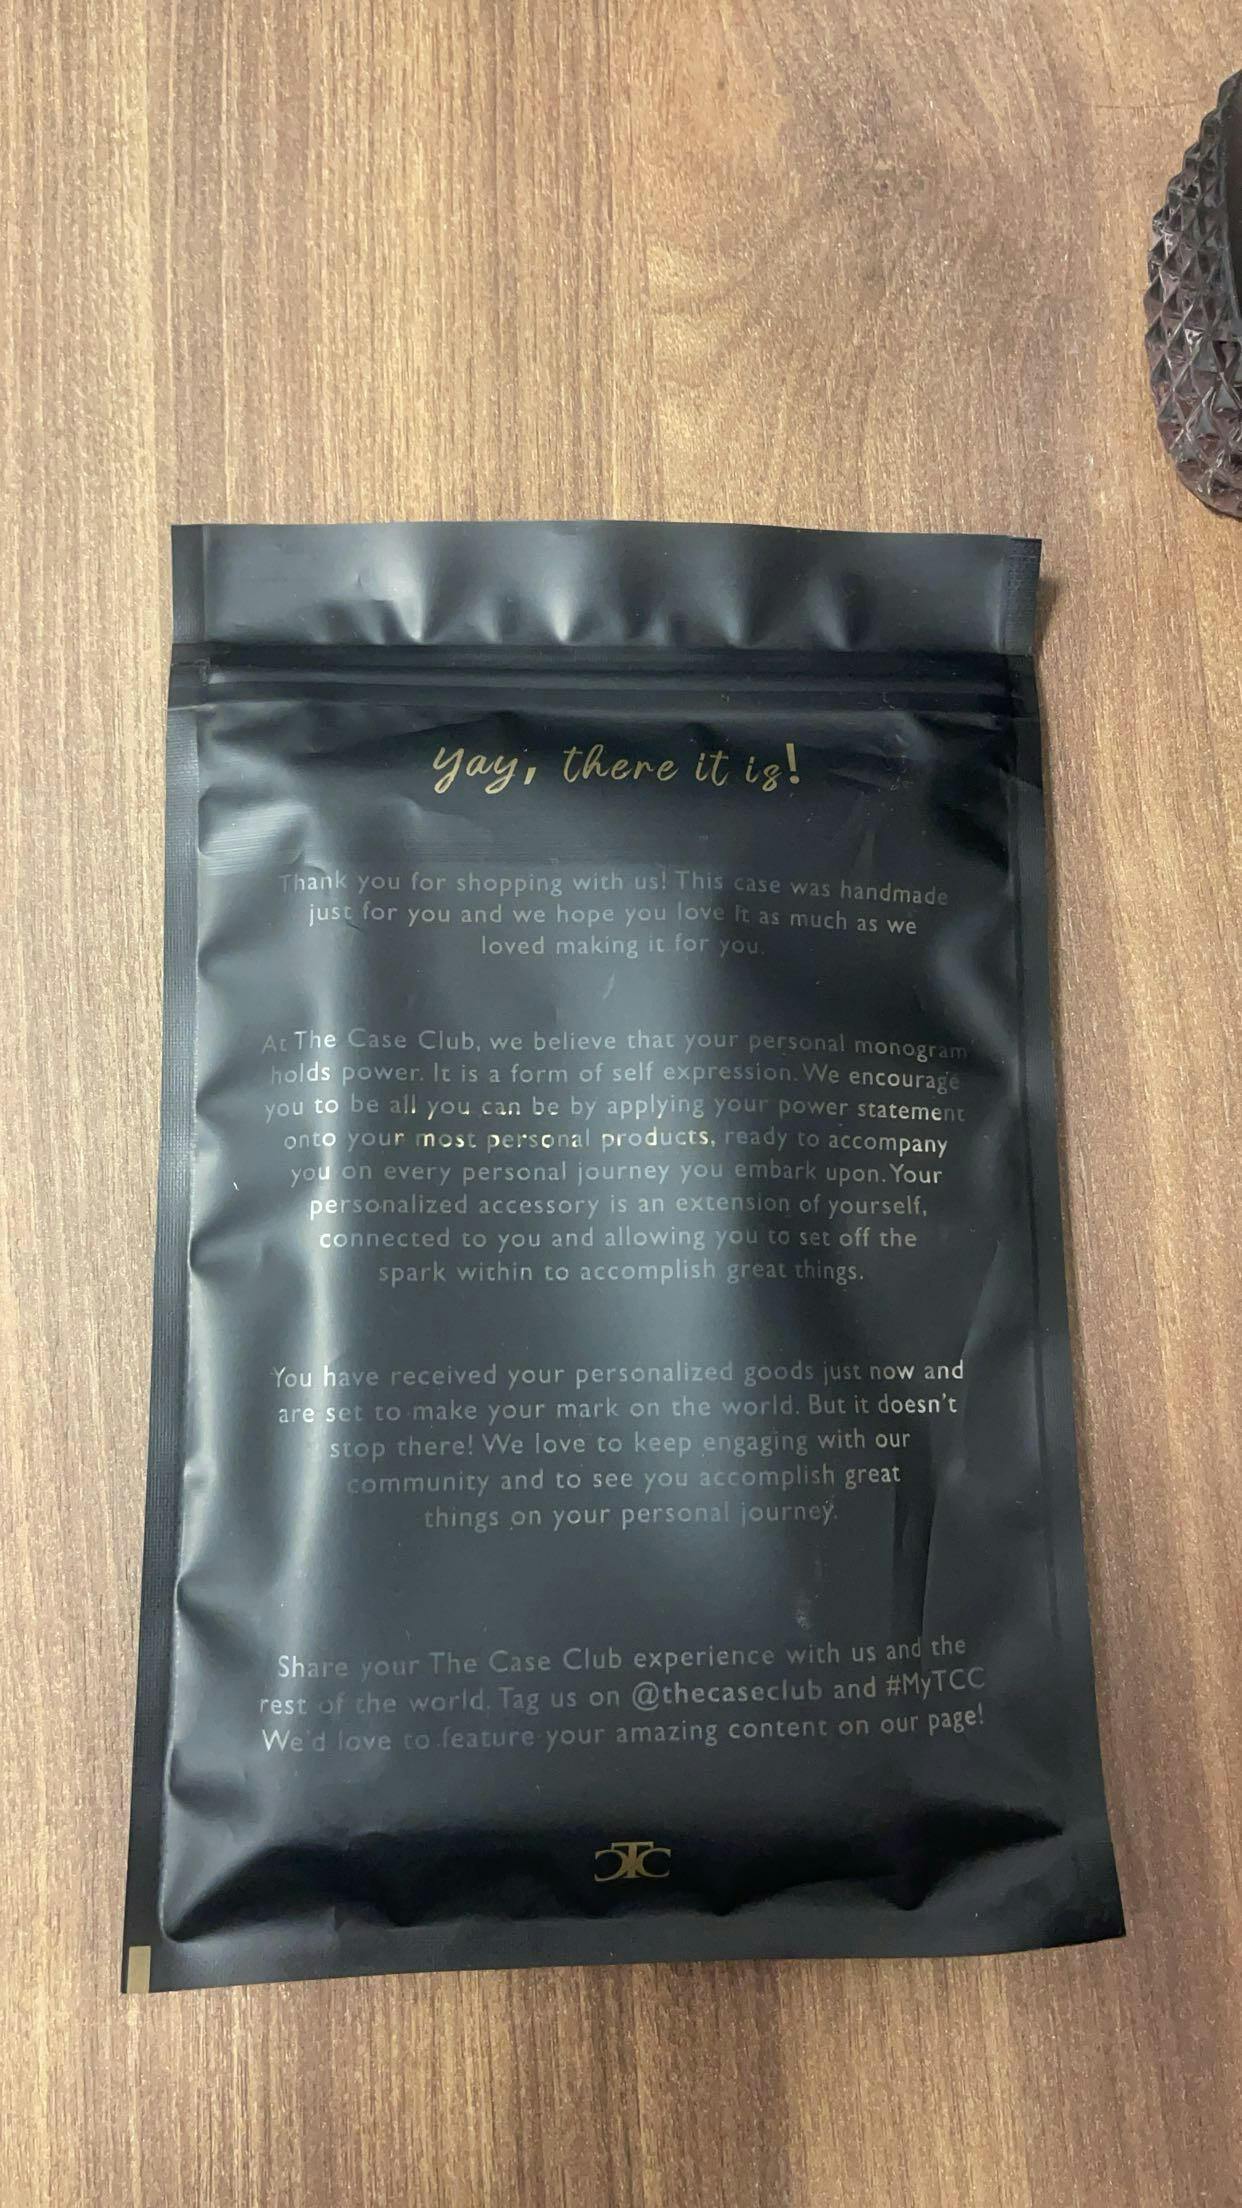 yay, there it is!
Thank you for shopping with us! This case was handmade
just for you and we hope you love it as much as we
loved making it for you.
At The Case Club, we believe that your personal monogram
holds power. It is a form of self expression. We encourage
you to be all you can be by applying your power statement
onto your most personal products, ready to accompany
you on every personal journey you embark upon. Your
personalized accessory is an extension of yourself,
connected to you and allowing you to set off the
spark within to accomplish great things.
You have received your personalized goods just now and
are set to make your mark on the world. But it doesn't
stop there! We love to keep engaging with our
community and to see you accomplish great
things on your personal journey.
Share your The Case Club experience with us and the
rest of the world. Tag us on @thecaseclub and #MyTCC
We'd love to feature your amazing content on our page!
CTC